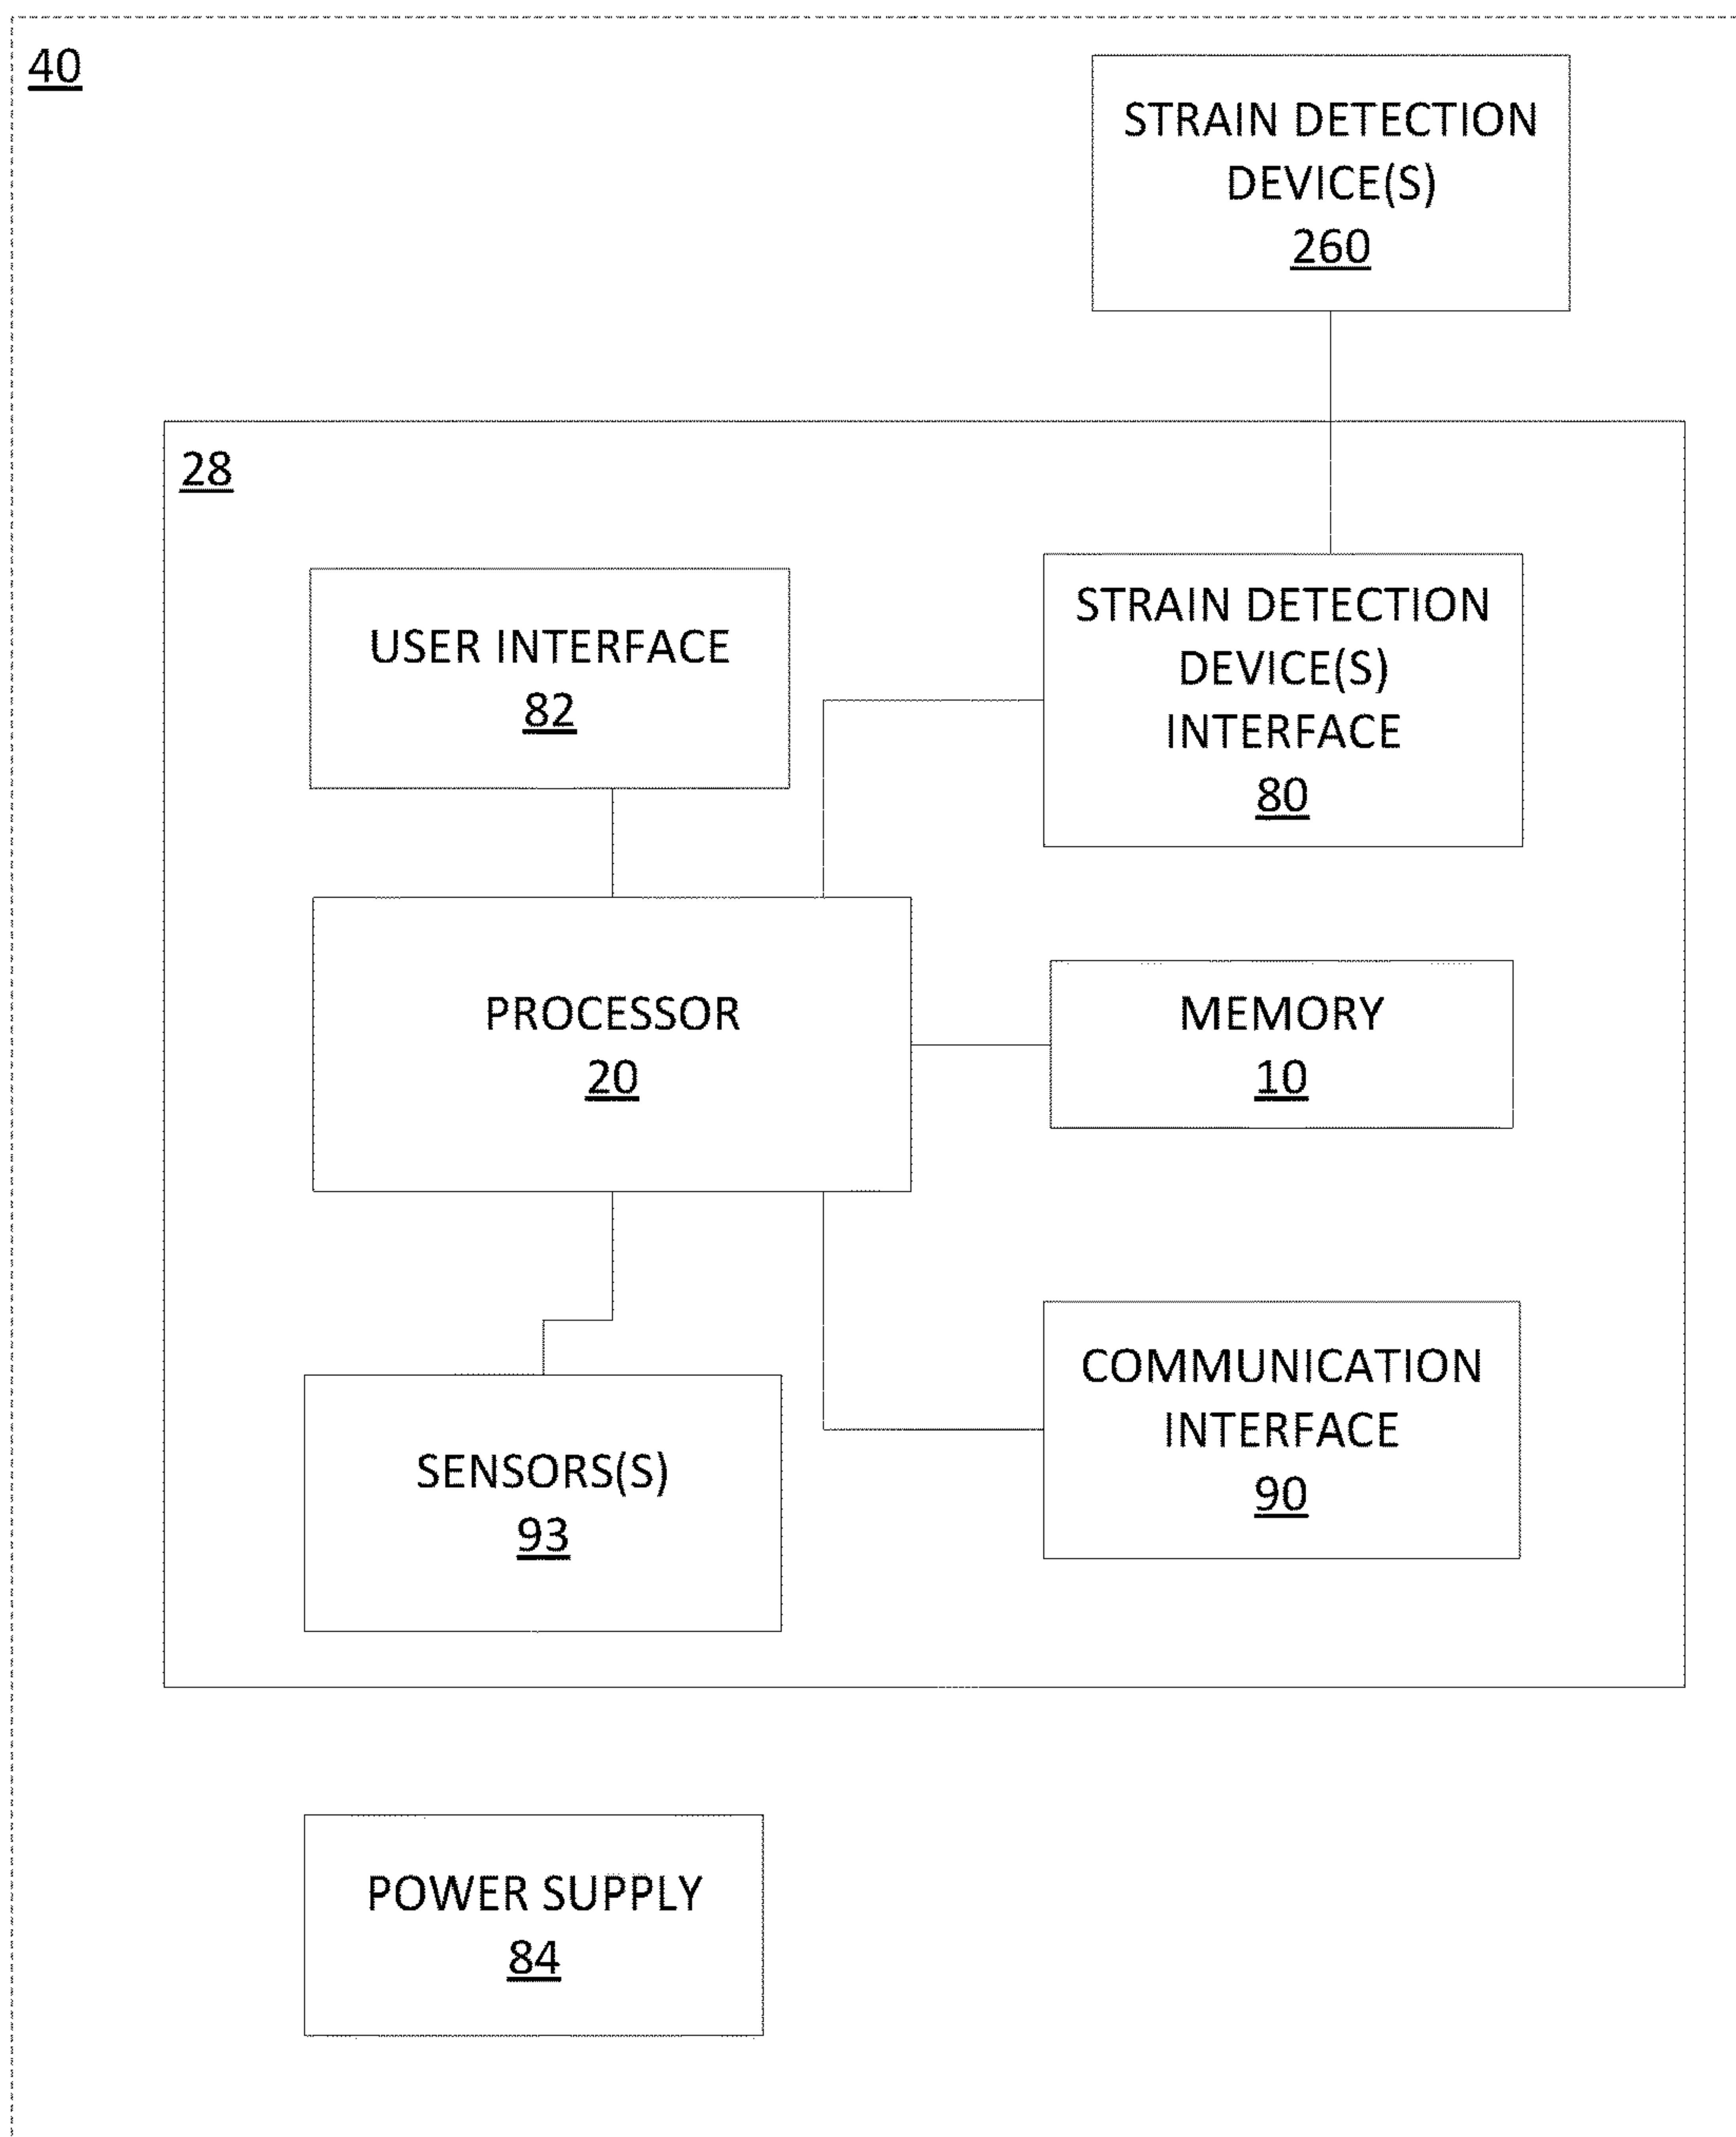 40
STRAIN DETECTION
DEVICE(S)
260
28
USER INTERFACE
82
STRAIN DETECTION
DEVICE(S)
INTERFACE
80
PROCESSOR
20
MEMORY
10
SENSORS(S)
93
COMMUNICATION
INTERFACE
90
POWER SUPPLY
84